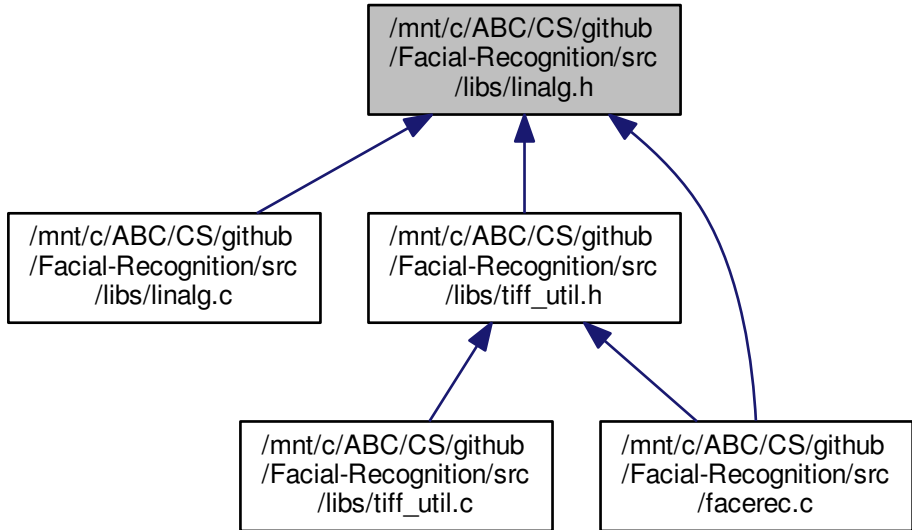 /mnt/c/ABC/CS/github
/Facial-Recognition/src
/libs/linalg.h
/mnt/c/ABC/CS/github
/Facial-Recognition/src
/libs/linalg.c
/mnt/c/ABC/CS/github
/Facial-Recognition/src
/libs/tiff_util.h
/mnt/c/ABC/CS/github
/Facial-Recognition/src
/libs/tiff_util.c
/mnt/c/ABC/CS/github
/Facial-Recognition/src
/facerec.c